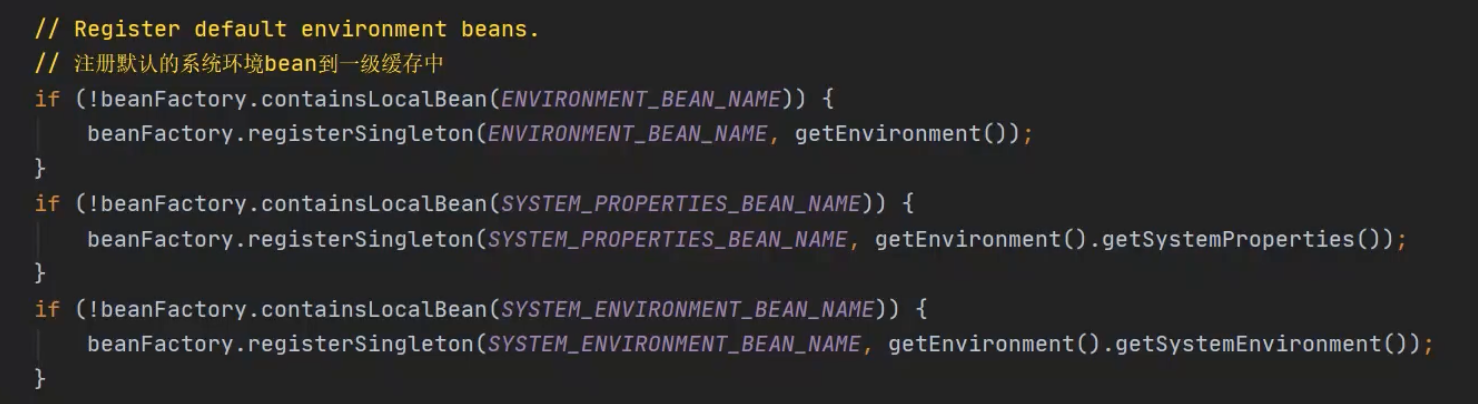 // Register default environment beans.
// 注册默认的系统环境bean到一级缓存中
if (!beanFactory.containsLocalBean(ENVIRONMENT_BEAN_NAME)) {
    beanFactory.registerSingleton(ENVIRONMENT_BEAN_NAME, getEnvironment());
}
if (!beanFactory.containsLocalBean(SYSTEM_PROPERTIES_BEAN_NAME)) {
    beanFactory.registerSingleton(SYSTEM_PROPERTIES_BEAN_NAME, getEnvironment().getSystemProperties());
}
if (!beanFactory.containsLocalBean(SYSTEM_ENVIRONMENT_BEAN_NAME)) {
    beanFactory.registerSingleton(SYSTEM_ENVIRONMENT_BEAN_NAME, getEnvironment().getSystemEnvironment());
}